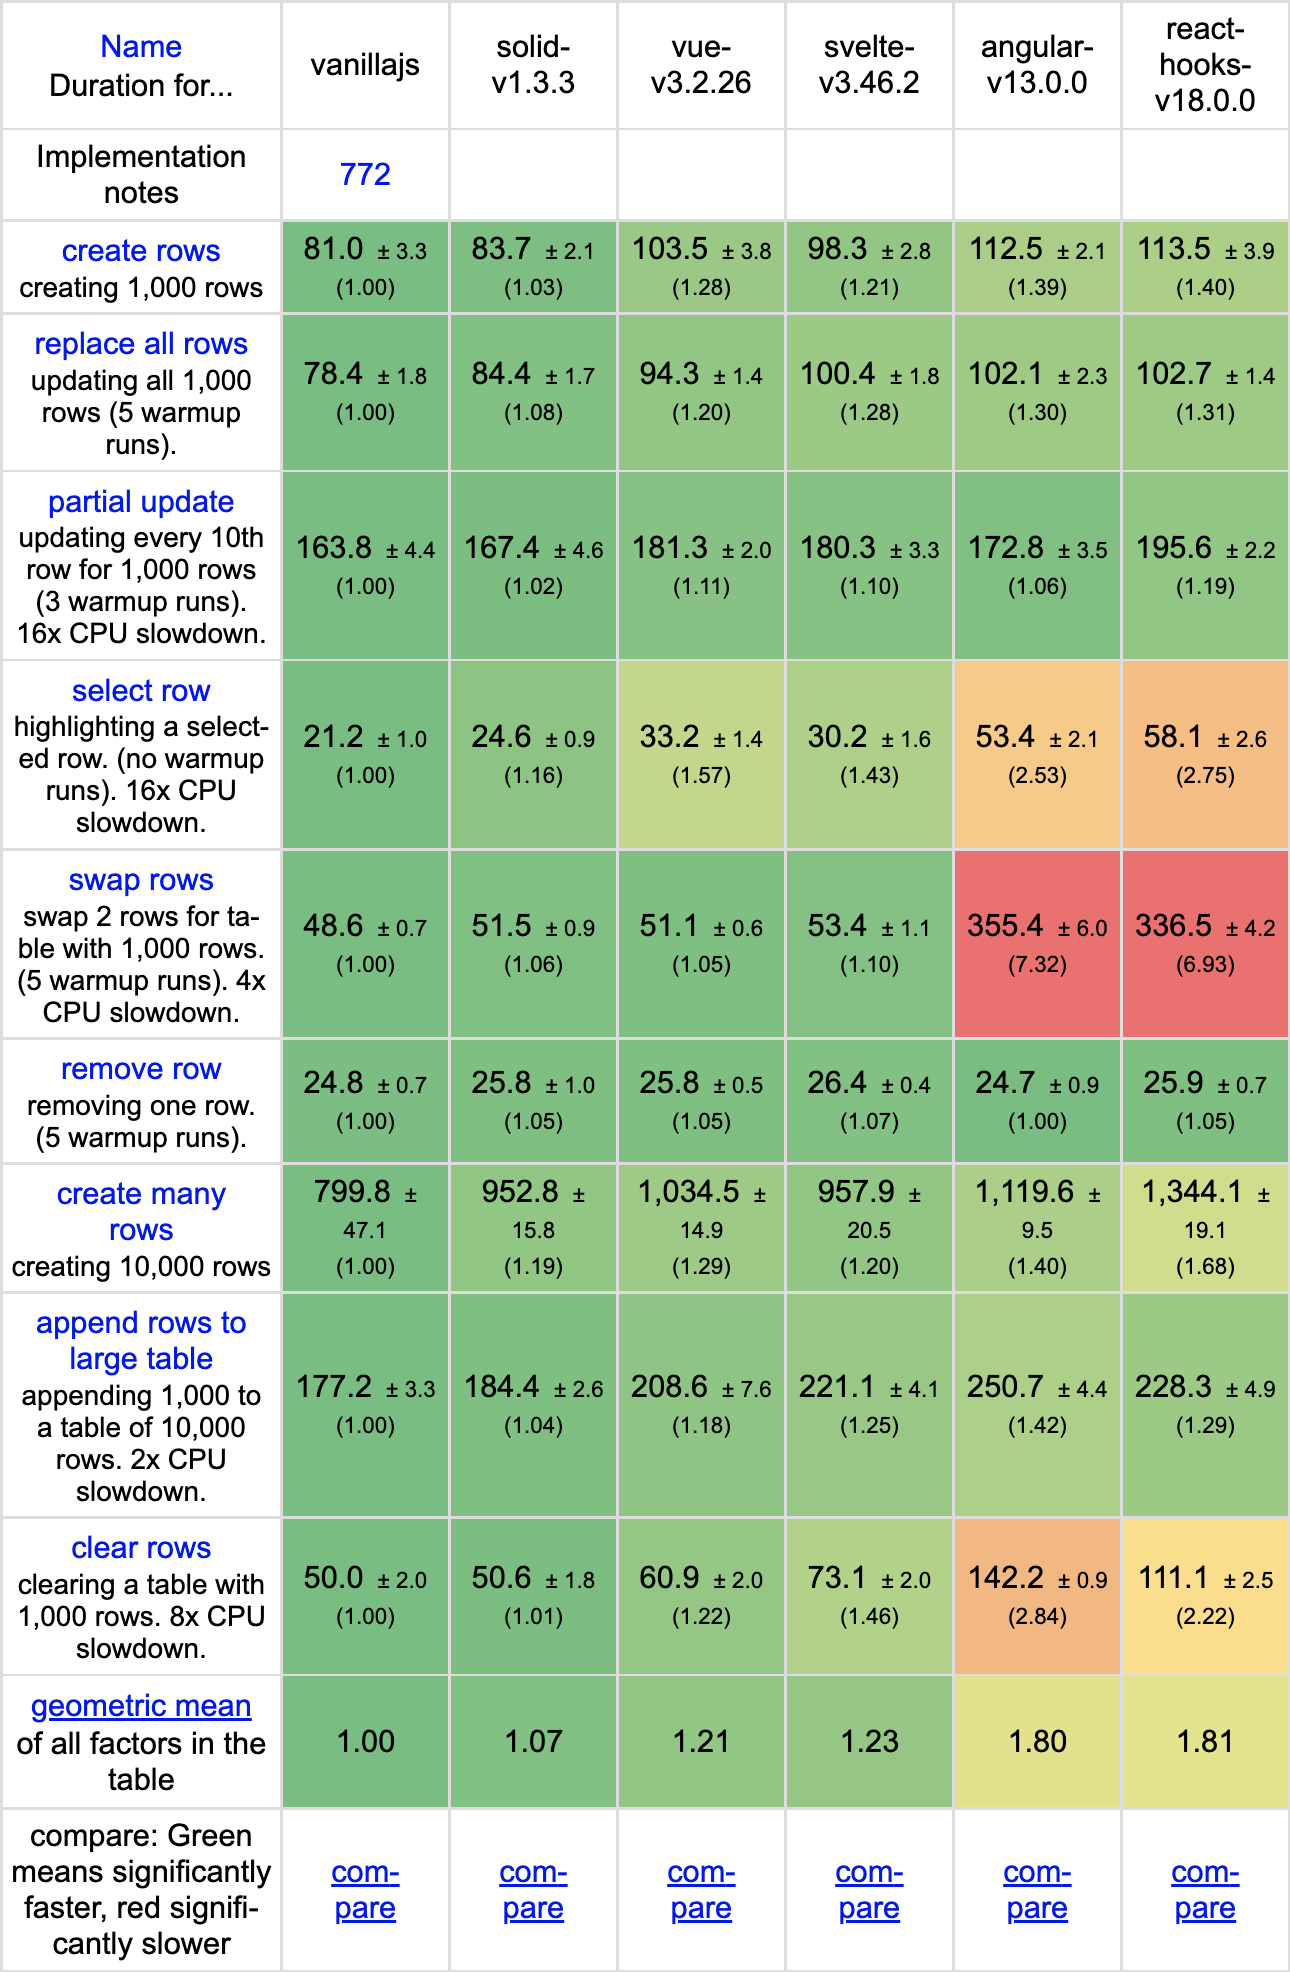 Name
Duration for...
vanillajs
solid-
v1.3.3
vue-
v3.2.26
svelte-
v3.46.2
angular-
v13.0.0
react-
hooks-
v18.0.0
Implementation
notes
772
create rows
creating 1,000 rows
81.0 ± 3.3
(1.00)
83.7 ± 2.1
(1.03)
103.5 ± 3.8
(1.28)
98.3 ± 2.8
(1.21)
112.5 ± 2.1
(1.39)
113.5 ± 3.9
(1.40)
replace all rows
updating all 1,000
rows (5 warmup
runs).
78.4 ± 1.8
(1.00)
84.4 ± 1.7
(1.08)
94.3 ± 1.4
(1.20)
100.4 ± 1.8
(1.28)
102.1 ± 2.3
(1.30)
102.7 ± 1.4
(1.31)
partial update
updating every 10th
row for 1,000 rows
(3 warmup runs).
16x CPU slowdown.
163.8 ± 4.4
(1.00)
167.4 ± 4.6
(1.02)
181.3 ± 2.0
(1.11)
180.3 ± 3.3
(1.10)
172.8 ± 3.5
(1.06)
195.6 ± 2.2
(1.19)
select row
highlighting a select-
ed row. (no warmup
runs). 16x CPU
slowdown.
21.2 ± 1.0
(1.00)
24.6 ± 0.9
(1.16)
33.2 ± 1.4
(1.57)
30.2 ± 1.6
(1.43)
53.4 ± 2.1
(2.53)
58.1 ± 2.6
(2.75)
swap rows
swap 2 rows for ta-
ble with 1,000 rows.
(5 warmup runs). 4x
CPU slowdown.
48.6 ± 0.7
(1.00)
51.5 ± 0.9
(1.06)
51.1 ± 0.6
(1.05)
53.4 ± 1.1
(1.10)
355.4 ± 6.0
(7.32)
336.5 ± 4.2
(6.93)
remove row
removing one row.
(5 warmup runs).
24.8 ± 0.7
(1.00)
25.8 ± 1.0
(1.05)
25.8 ± 0.5
(1.05)
26.4 ± 0.4
(1.07)
24.7 ± 0.9
(1.00)
25.9 ± 0.7
(1.05)
create many
rows
creating 10,000 rows
799.8 ±
47.1
(1.00)
952.8 ±
15.8
(1.19)
1,034.5 ±
14.9
(1.29)
957.9 ±
20.5
(1.20)
1,119.6 ±
9.5
(1.40)
1,344.1 ±
19.1
(1.68)
append rows to
large table
appending 1,000 to
a table of 10,000
rows. 2x CPU
slowdown.
177.2 ± 3.3
(1.00)
184.4 ± 2.6
(1.04)
208.6 ± 7.6
(1.18)
221.1 ± 4.1
(1.25)
250.7 ± 4.4
(1.42)
228.3 ± 4.9
(1.29)
clear rows
clearing a table with
1,000 rows. 8x CPU
slowdown.
50.0 ± 2.0
(1.00)
50.6 ± 1.8
(1.01)
60.9 ± 2.0
(1.22)
73.1 ± 2.0
(1.46)
142.2 ± 0.9
(2.84)
111.1 ± 2.5
(2.22)
geometric mean
of all factors in the
table
1.00
1.07
1.21
1.23
1.80
1.81
compare: Green
means significantly
faster, red signifi-
cantly slower
com-
pare
com-
pare
com-
pare
com-
pare
com-
pare
com-
pare